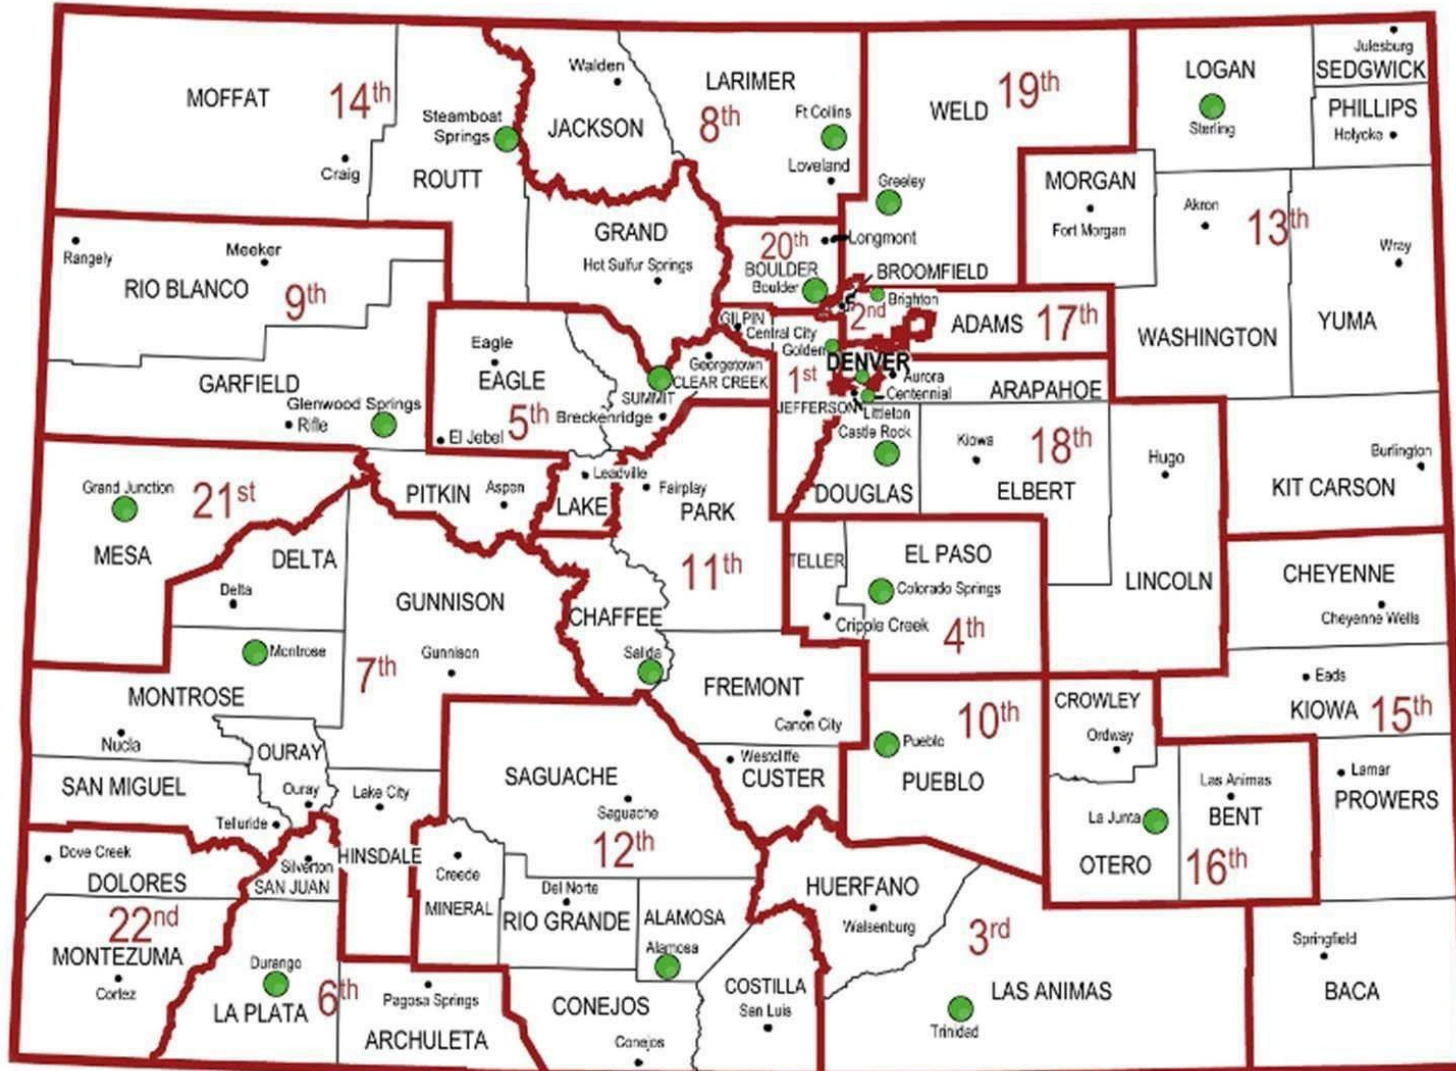 MOFFAT
14th
Craig
Steamboat
Springs
ROUTT
Walden
JACKSON
LARIMER
8th
Ft Collins
Loveland
WELD
19th
Greeley
LOGAN
Sterling
Julesburg
SEDGWICK
PHILLIPS
Holyoke
MORGAN
Fort Morgan
Akron
13th
Wray
WASHINGTON
YUMA
Rangely
Meeker
RIO BLANCO
9th
GRAND
Hot Sulfur Springs
20th
Longmont
BOULDER
Boulder
BROOMFIELD
Brighton
2nd
ADAMS
17th
GILPIN
Central City
Golden
DENVER
Aurora
Georgetown
CLEAR CREEK
1st
JEFFERSON
Centennial
Littleton
ARAPAHOE
GARFIELD
Glenwood Springs
Rifle
Eagle
EAGLE
5th
El Jebel
SUMMIT
Breckenridge
Castle Rock
DOUGLAS
Kiowa
18th
ELBERT
Hugo
LINCOLN
Burlington
KIT CARSON
Grand Junction
21st
MESA
PITKIN
Aspen
Leadville
LAKE
Fairplay
PARK
11th
DELTA
Delta
GUNNISON
Gunnison
CHAFFEE
Salida
TELLER
EL PASO
Colorado Springs
Cripple Creek
4th
CHEYENNE
Cheyenne Wells
Montrose
7th
MONTROSE
Nucla
FREMONT
Canon City
10th
Pueblo
PUEBLO
CROWLEY
Ordway
Eads
KIOWA
15th
SAN MIGUEL
Telluride
OURAY
Ouray
Lake City
SAGUACHE
Saguache
12th
Westcliffe
CUSTER
La Junta
OTERO
Las Animas
BENT
16th
Lamar
PROWERS
Dove Creek
DOLORES
Silverton
SAN JUAN
HINSDALE
Creede
MINERAL
Del Norte
RIO GRANDE
ALAMOSA
Alamosa
HUERFANO
Walsenburg
3rd
22nd
MONTEZUMA
Cortez
Durango
LA PLATA
6th
Pagosa Springs
ARCHULETA
CONEJOS
Conejos
COSTILLA
San Luis
LAS ANIMAS
Trinidad
Springfield
BACA